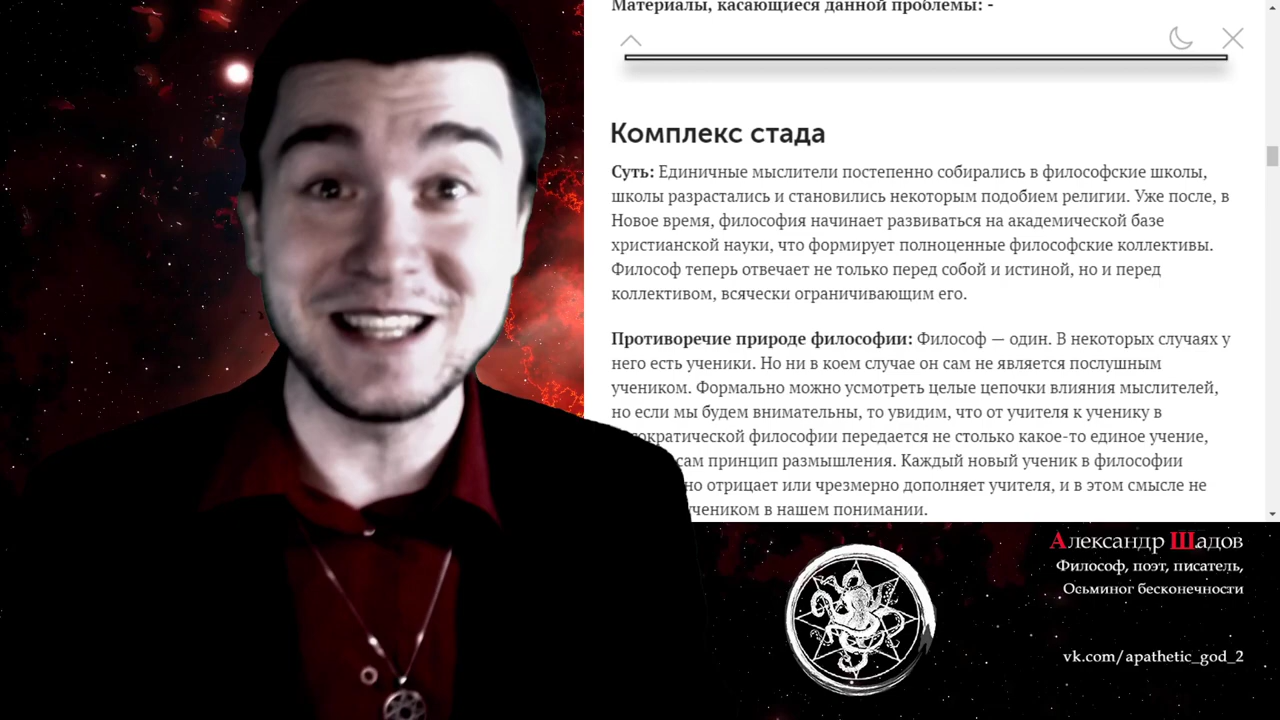 Материалы, касающиеся данной проблемы: -
Комплекс стада
Суть: Единичные мыслители постепенно собирались в философские школы,
школы разрастались и становились некоторым подобием религии. Уже после, в
Новое время, философия начинает развиваться на академической базе
христианской науки, что формирует полноценные философские коллективы.
Философ теперь отвечает не только перед собой и истиной, но и перед
коллективом, всячески ограничивающим его.
Противоречие природе философии: Философ — один. В некоторых случаях у
него есть ученики. Но ни в коем случае он сам не является послушным
учеником. Формально можно усмотреть целые цепочки влияния мыслителей,
но если мы будем внимательны, то увидим, что от учителя к ученику в
философии передается не столько какое-то единое учение,
сам принцип размышления. Каждый новый ученик в философии
отрицает или чрезмерно дополняет учителя, и в этом смысле не
учеником в нашем понимании.
Александр Шадов
Философ, поэт, писатель,
Осьминог бесконечности
vk.com/apathetic_god_2